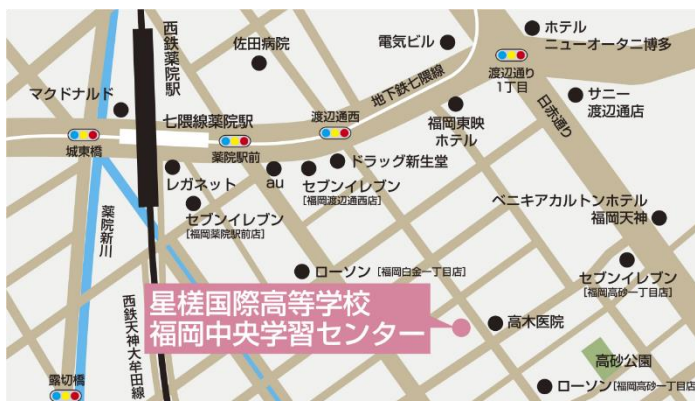 西鉄薬院駅
佐田病院
電気ビル
ホテル
ニューオータニ博多
渡辺通り
1丁目
地下鉄七隈線
日赤通り
サニー
渡辺通店
マクドナルド
七隈線薬院駅
渡辺通西
福岡東映
ホテル
城東橋
薬院駅前
ドラッグ新生堂
レガネット
au
セブンイレブン
[福岡渡辺通西店]
セブンイレブン
[福岡薬院駅前店]
薬院新川
ベニキアカルトンホテル
福岡天神
ローソン [福岡白金一丁目店]
セブンイレブン
[福岡高砂一丁目店]
星槎国際高等学校
福岡中央学習センター
西鉄天神大牟田線
高木医院
高砂公園
露切橋
ローソン[福岡高砂一丁目店]